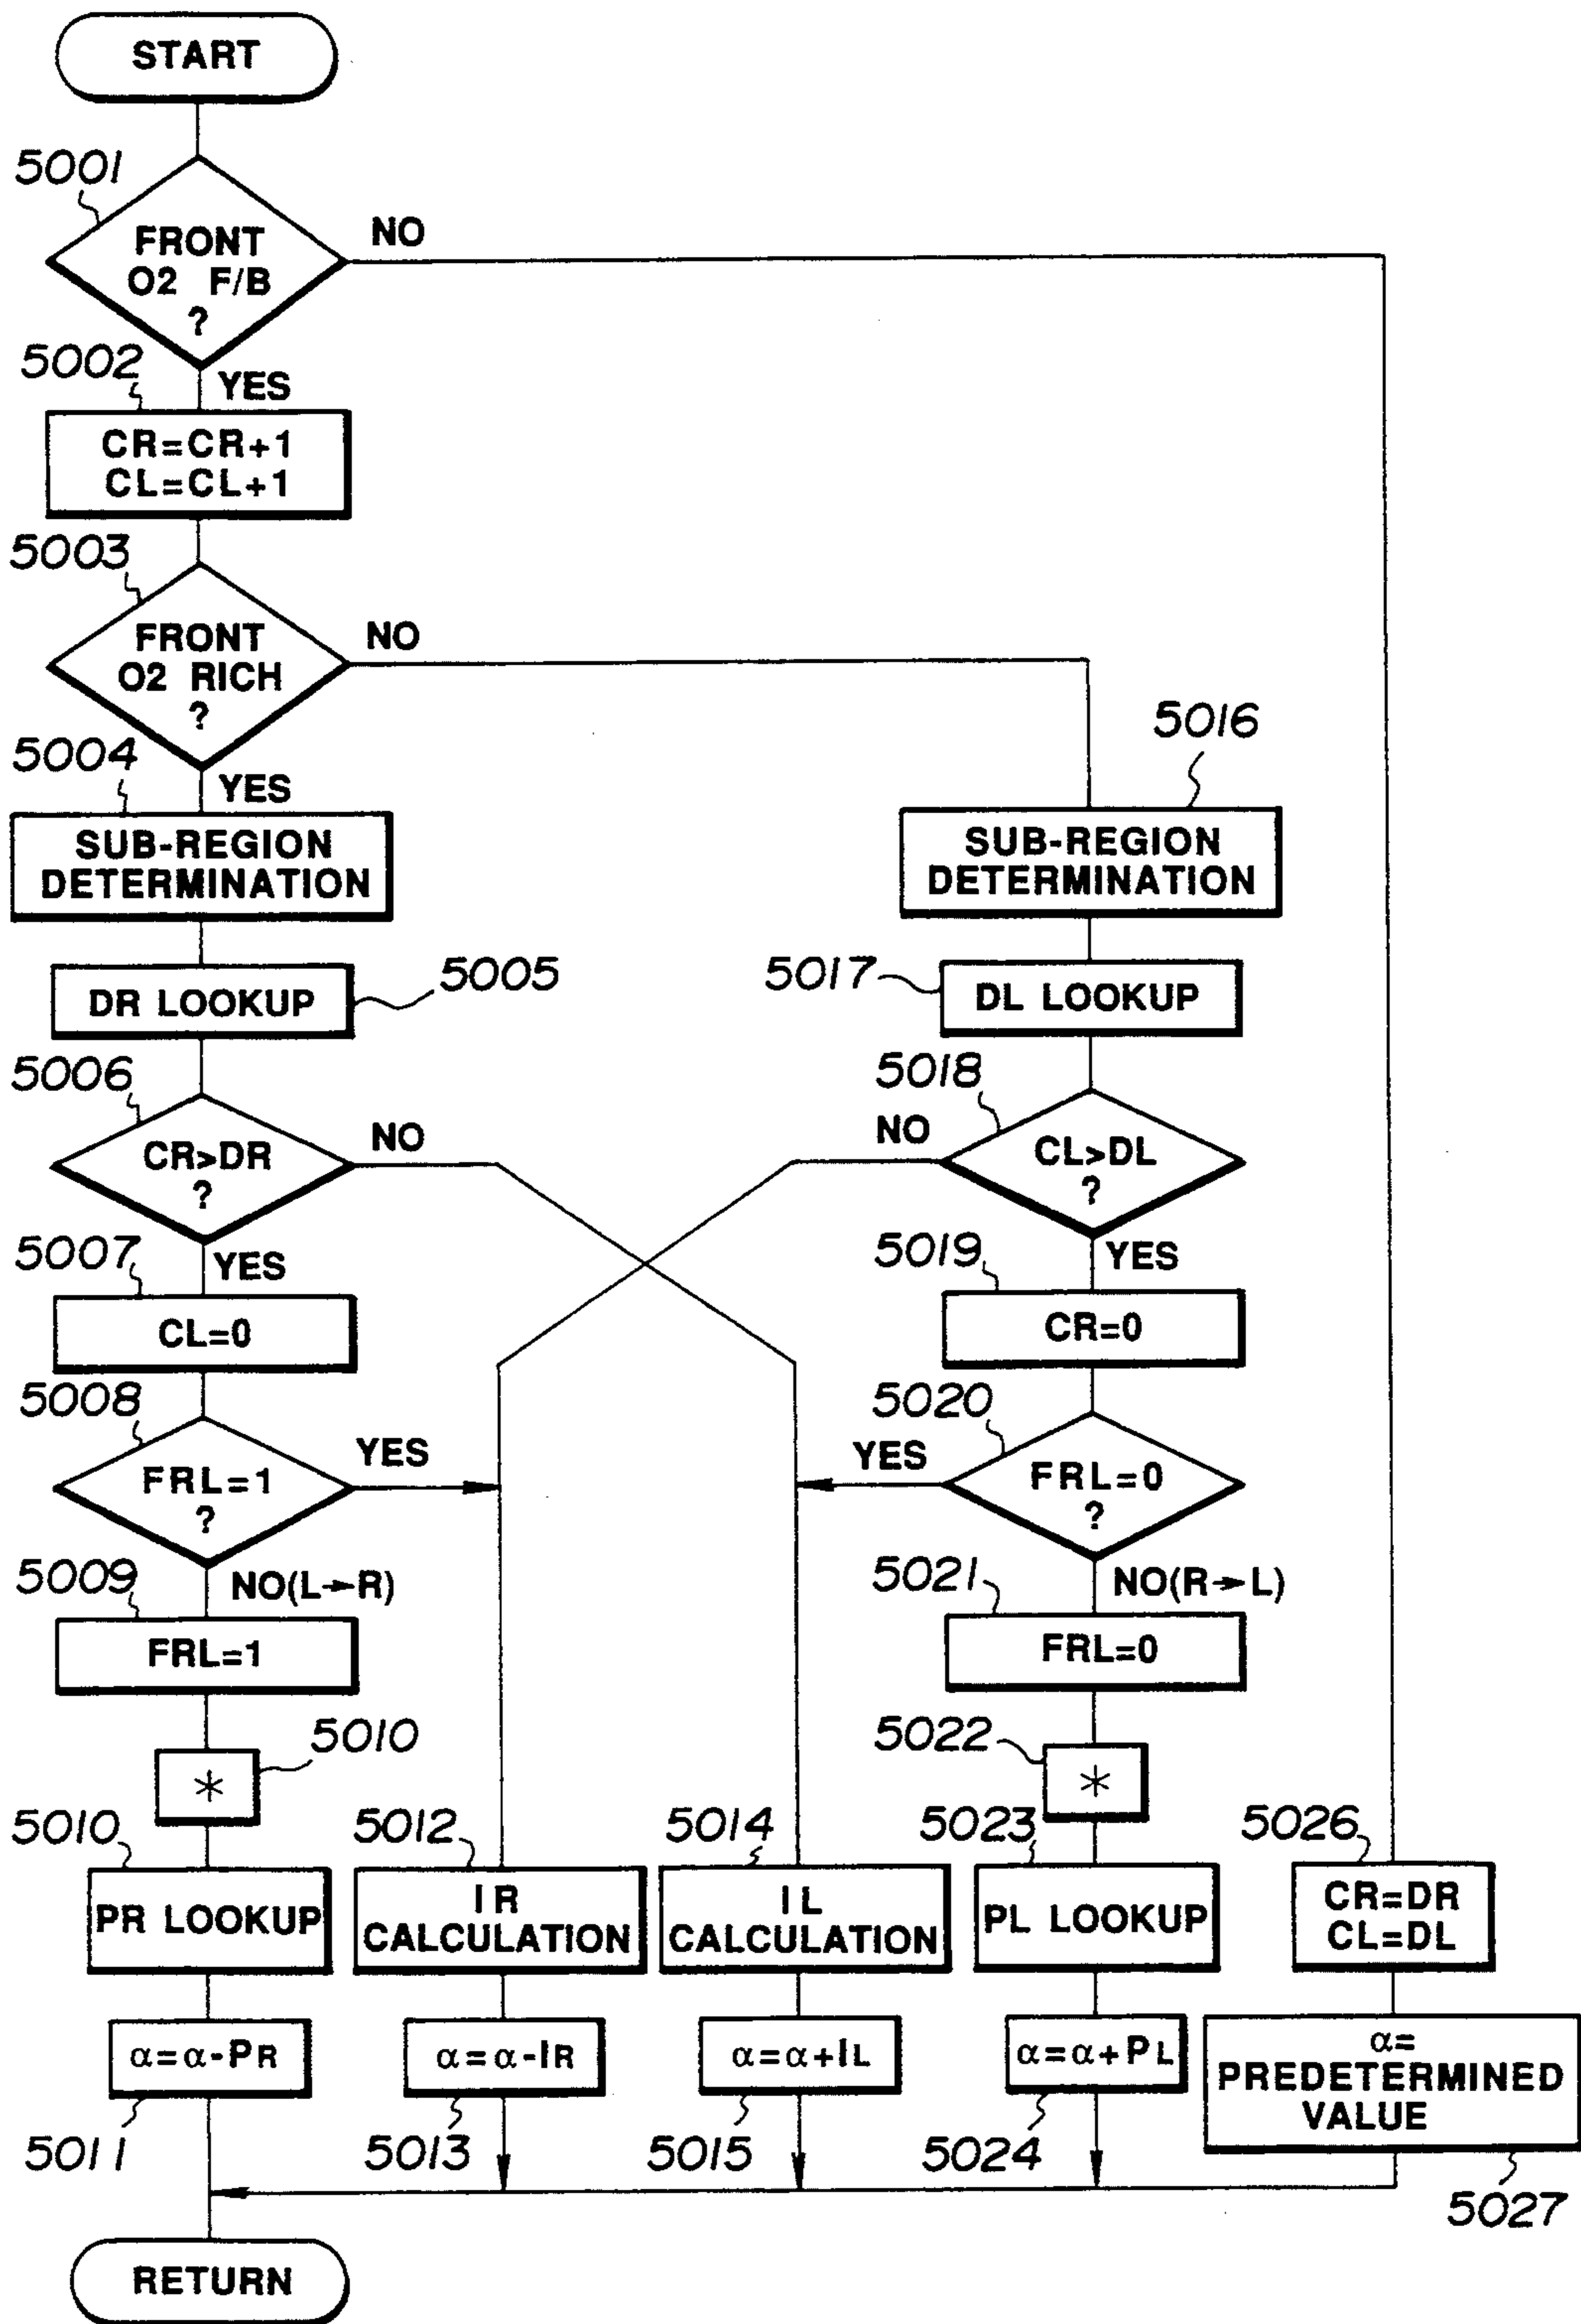 START
5001
FRONT
O2 F/B
?
NO
5002
YES
CR=CR+1
CL=CL+1
5003
FRONT
O2 RICH
?
NO
5004
YES
SUB-REGION
DETERMINATION
5016
SUB-REGION
DETERMINATION
DR LOOKUP
5005
5017
DL LOOKUP
5006
CR>DR
?
NO
5018
NO
CL>DL
?
5007
YES
CL=0
5019
YES
CR=0
5008
FRL=1
?
YES
5020
YES
FRL=0
?
5009
NO(L→R)
FRL=1
5021
NO(R→L)
FRL=0
5010
*
5022
*
5010
PR LOOKUP
5012
IR
CALCULATION
5014
IL
CALCULATION
5023
PL LOOKUP
5026
CR=DR
CL=DL
α=α-PR
α=α-IR
α=α+IL
α=α+PL
α=
PREDETERMINED
VALUE
5011
5013
5015
5024
5027
RETURN